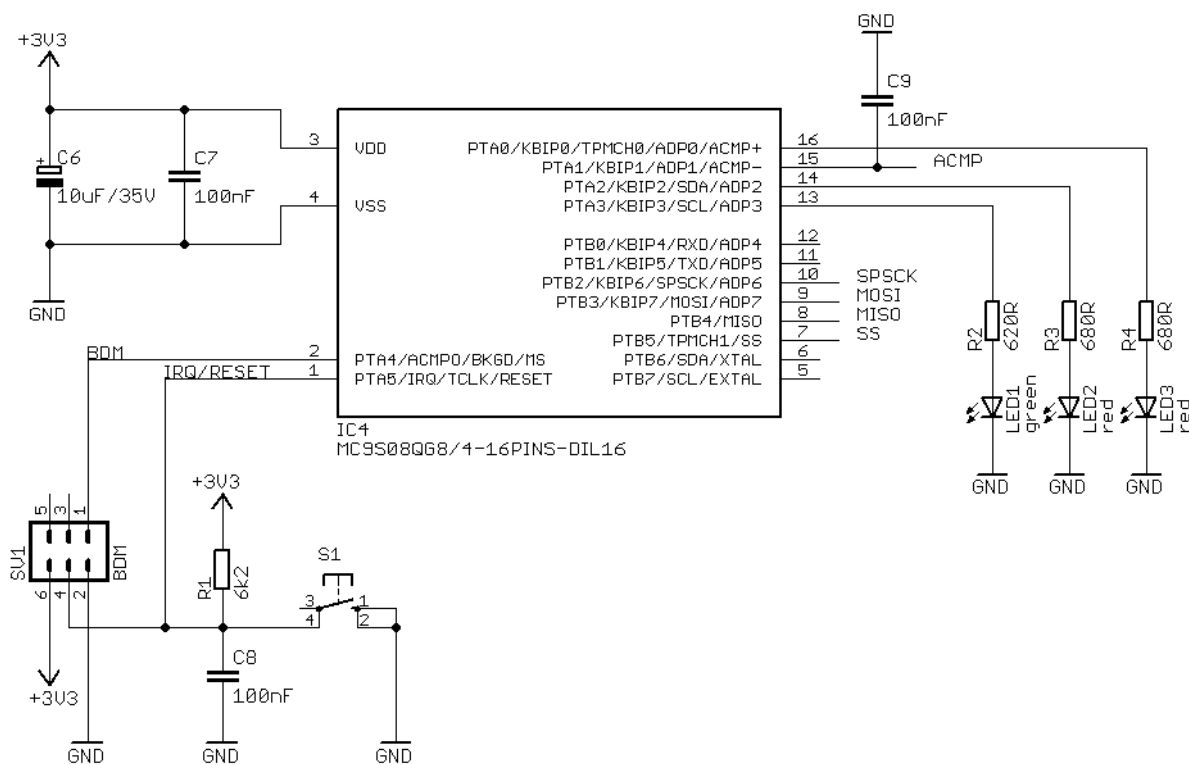 +3V3
C6
+
10uF/35V
C7
100nF
GND
3
VDD
4
VSS
BDM
2
PTA4/ACMPO/BKGD/MS
IRQ/RESET
1
PTA5/IRQ/TCLK/RESET
PTA0/KBIP0/TPMCH0/ADP0/ACMP+
16
PTA1/KBIP1/ADP1/ACMP-
15
ACMP
PTA2/KBIP2/SDA/ADP2
14
PTA3/KBIP3/SCL/ADP3
13
PTB0/KBIP4/RXD/ADP4
12
PTB1/KBIP5/TXD/ADP5
11
PTB2/KBIP6/SPSCK/ADP6
10
SPSCK
PTB3/KBIP7/MOSI/ADP7
9
MOSI
PTB4/MISO
8
MISO
PTB5/TPMCH1/SS
7
SS
PTB6/SDA/XTAL
6
PTB7/SCL/EXTAL
5
IC4
MC9S08QG8/4-16PINS-DIL16
GND
C9
100nF
R2
620R
R3
680R
R4
680R
LED1
green
LED2
red
LED3
red
GND
GND
GND
5
3
1
SV1
BDM
6
4
2
+3V3
GND
+3V3
R1
6k2
C8
100nF
GND
S1
3
1
4
2
GND